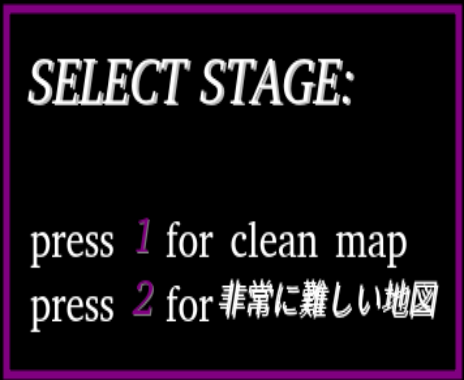 SELECT STAGE:
press 1 for clean map
press 2 for 非常に難しい地図